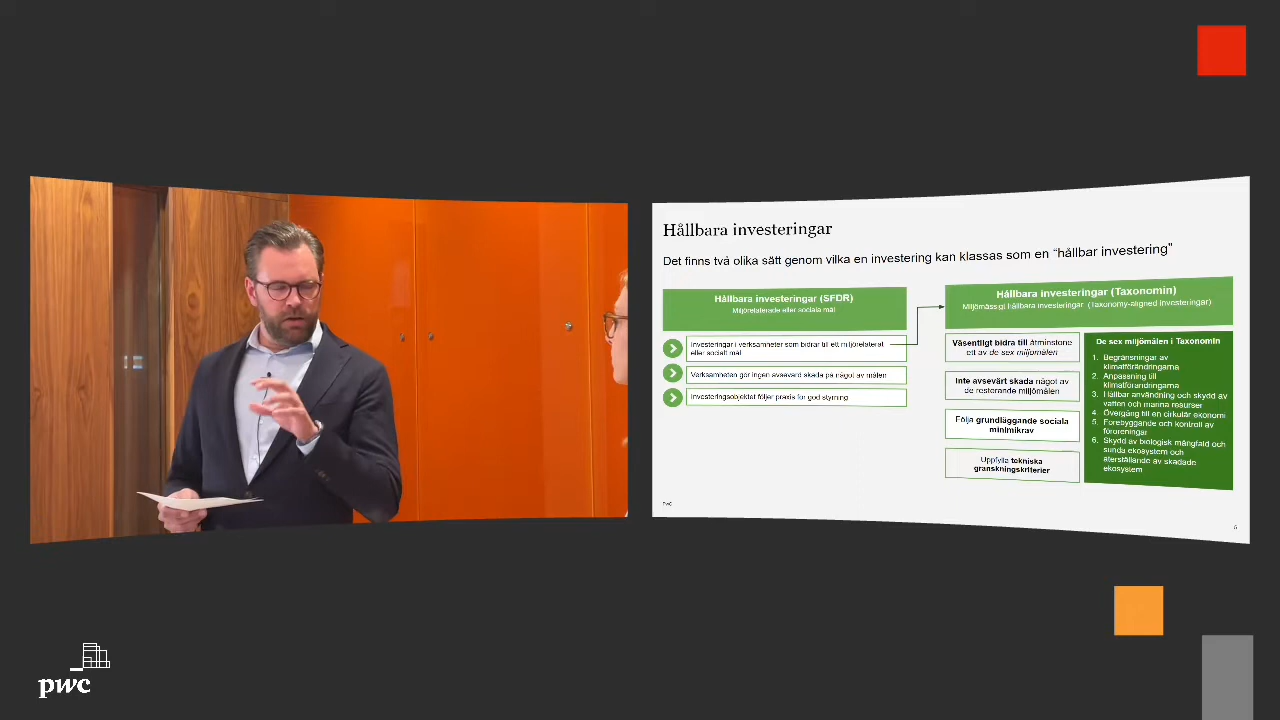 Hållbara investeringar
Det finns två olika sätt genom vilka en investering kan klassas som en “hållbar investering”
Hållbara investeringar (SFDR)
Miljörelaterade eller sociala mål
Investeringar i verksamheter som bidrar till ett miljörelaterat
eller socialt mål
Verksamheten gör ingen avsevärd skada på något av målen
Investeringsobjektet följer praxis för god styrning
Hållbara investeringar (Taxonomin)
Miljömässigt hållbara investeringar (Taxonomy-aligned investeringar)
Väsentligt bidra till åtminstone
ett av de sex miljömålen
Inte avsevärt skada något av
de resterande miljömålen
Följa grundläggande sociala
minimikrav
Uppfylla tekniska
granskningskriterier
De sex miljömålen i Taxonomin
1. Begränsningar av
klimatförändringarna
2. Anpassning till
klimatförändringarna
3. Hållbar användning och skydd av
vatten och marina resurser
4. Övergång till en cirkulär ekonomi
5. Förebyggande och kontroll av
föroreningar
6. Skydd av biologisk mångfald och
sunda ekosystem och
återställande av skadade
ekosystem
PwC
pwc